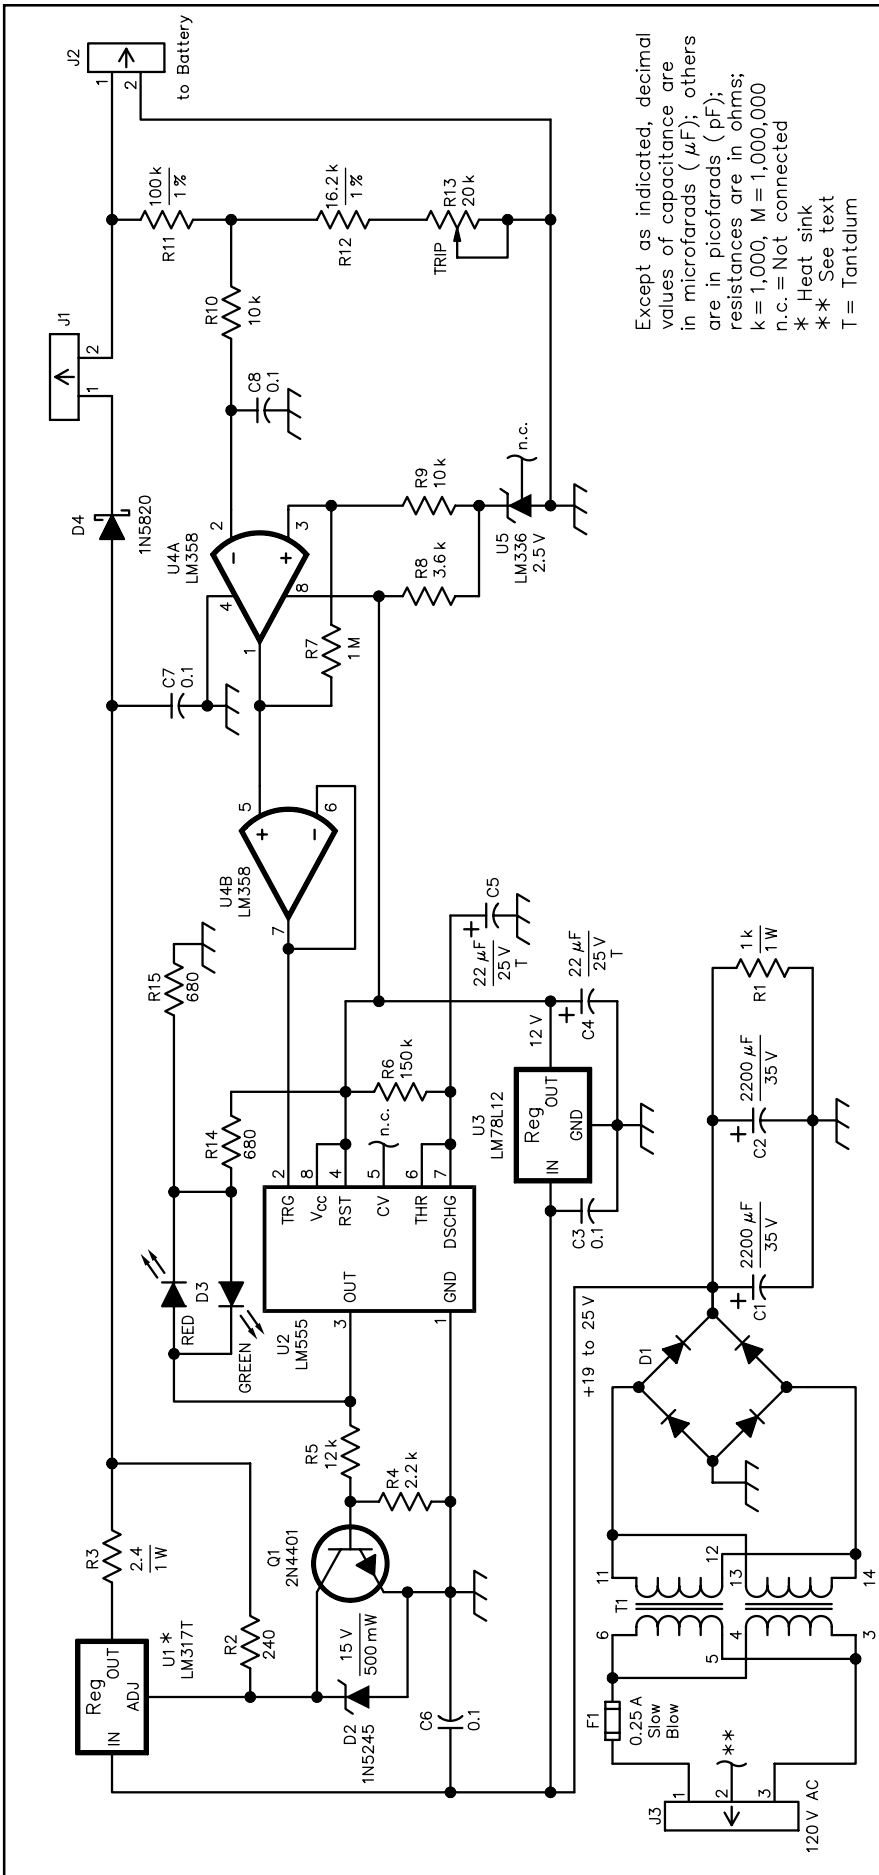 J2
1
2
to Battery
J1
1
2
D4
1N5820
R11
100 k
1 %
R12
16.2 k
1 %
R13
20 k
TRIP
R10
10 k
C8
0.1
U4A
LM358
2
3
4
8
1
−
+
C7
0.1
R7
1 M
R8
3.6 k
R9
10 k
U5
LM336
2.5 V
n.c.
U4B
LM358
5
6
7
+
−
R15
680
R14
680
RED
D3
GREEN
U2
LM555
OUT
3
GND
1
TRG
2
Vcc
8
RST
4
CV
5
n.c.
THR
6
DSCHG
7
R6
150 k
+
22 µF
25 V
T
C5
U3
LM78L12
Reg
IN
OUT
GND
12 V
+
22 µF
25 V
T
C4
C3
0.1
R3
2.4
1 W
U1 *
LM317T
Reg
IN
OUT
ADJ
R2
240
Q1
2N4401
R5
12 k
R4
2.2 k
15 V
500 mW
D2
1N5245
C6
0.1
+19 to 25 V
D1
+
2200 µF
35 V
C1
+
2200 µF
35 V
C2
1 k
1 W
R1
T1
6
5
4
3
11
12
13
14
F1
0.25 A
Slow
Blow
J3
1
2
3
**
120 V AC
Except as indicated, decimal
values of capacitance are
in microfarads ( µF); others
are in picofarads ( pF);
resistances are in ohms;
k = 1,000, M = 1,000,000
n.c. = Not connected
* Heat sink
** See text
T = Tantalum